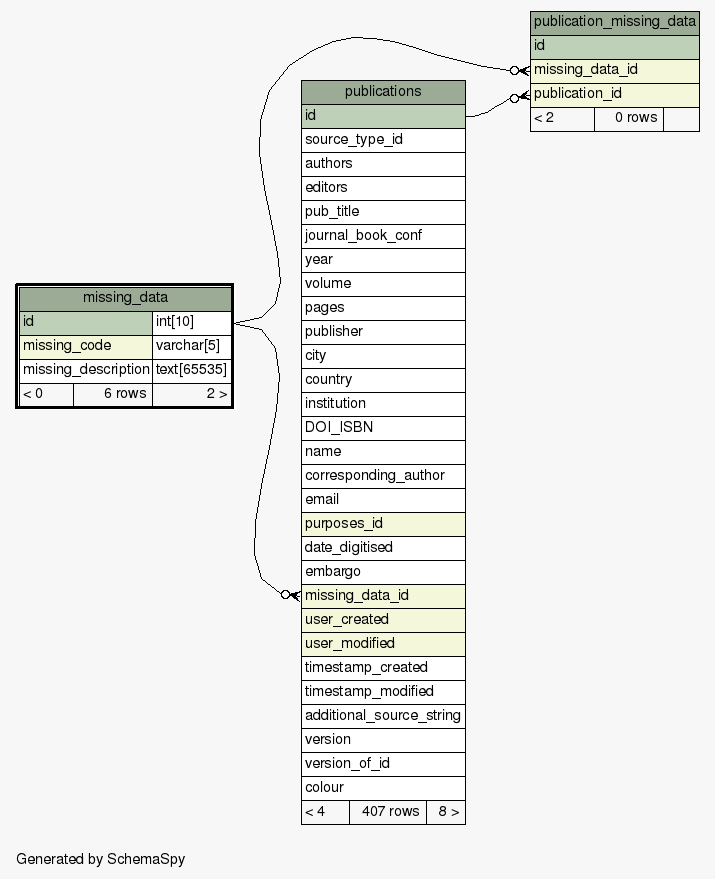 publication_missing_data
id
missing_data_id
publication_id
< 2 0 rows
publications
id
source_type_id
authors
editors
pub_title
journal_book_conf
year
volume
pages
publisher
city
country
institution
DOI_ISBN
name
corresponding_author
email
purposes_id
date_digitised
embargo
missing_data_id
user_created
user_modified
timestamp_created
timestamp_modified
additional_source_string
version
version_of_id
colour
< 4 407 rows 8 >
missing_data
id int[10]
missing_code varchar[5]
missing_description text[65535]
< 0 6 rows 2 >
Generated by SchemaSpy